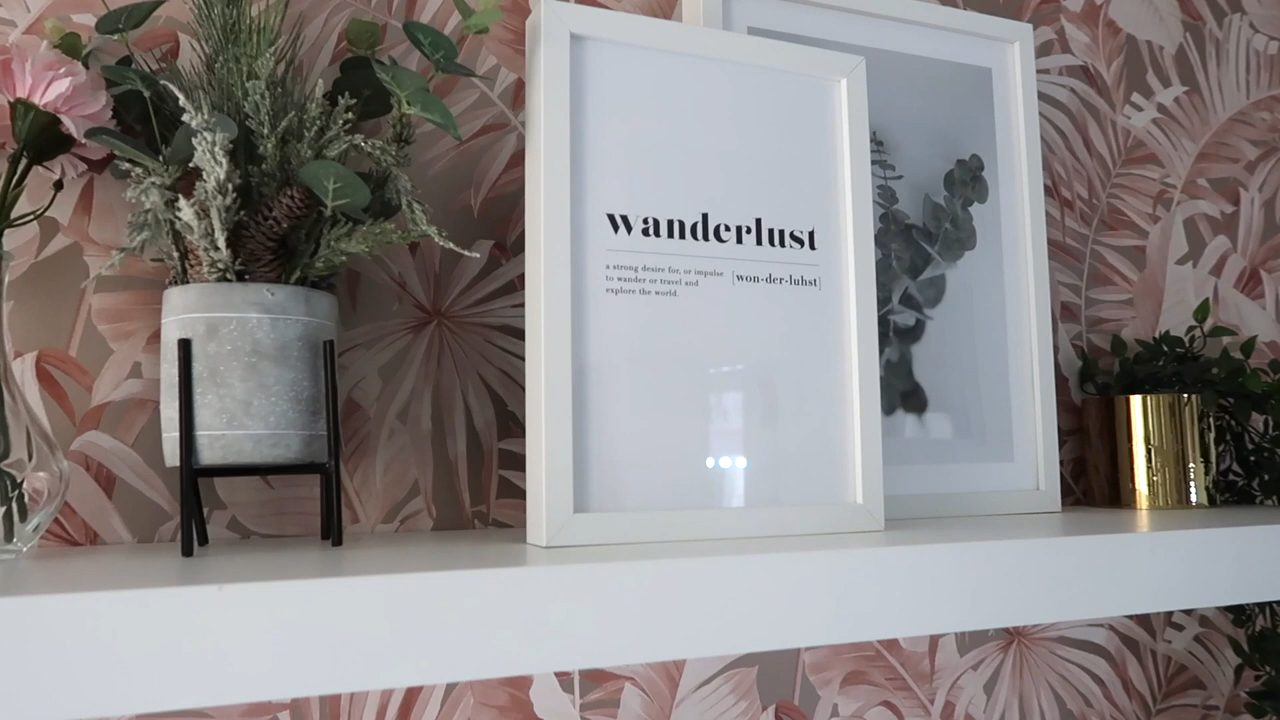 wanderlust
a strong desire for, or impulse
to wander or travel and
explore the world.
[won-der-luhst]